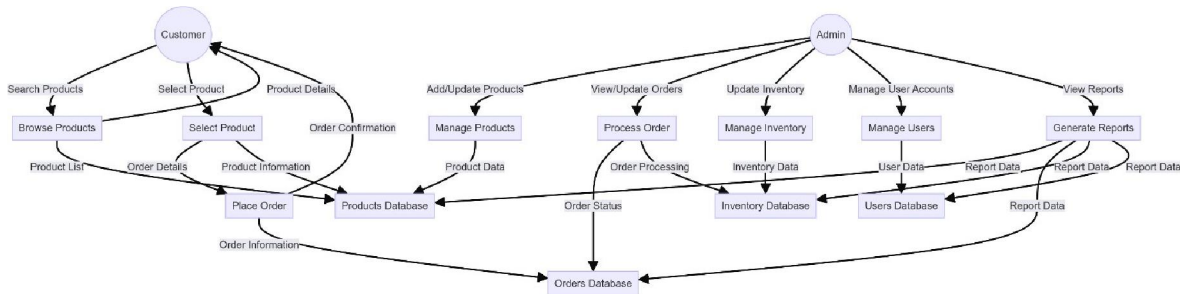 Customer
Admin
Search Products
Select Product
Product Details
Add/Update Products
View/Update Orders
Update Inventory
Manage User Accounts
View Reports
Browse Products
Select Product
Order Confirmation
Manage Products
Process Order
Manage Inventory
Manage Users
Generate Reports
Product List
Order Details
Product Information
Product Data
Order Processing
Inventory Data
User Data
Report Data
Report Data
Report Data
Place Order
Products Database
Order Status
Inventory Database
Users Database
Report Data
Order Information
Orders Database